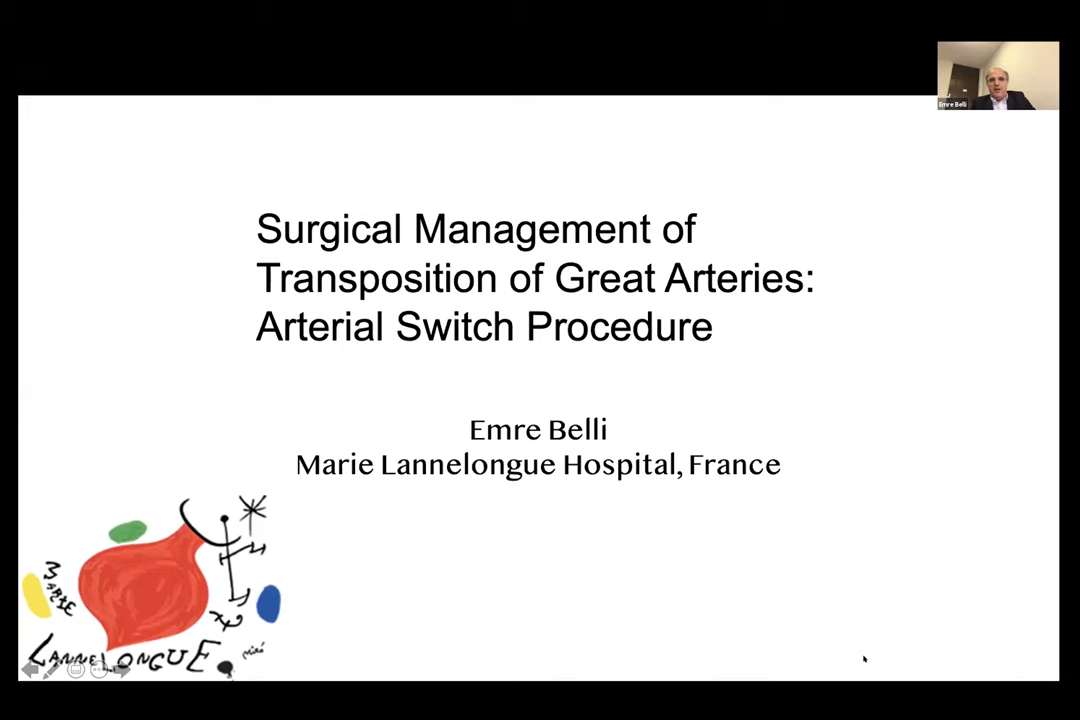 Emre Belli
Surgical Management of
Transposition of Great Arteries:
Arterial Switch Procedure
Emre Belli
Marie Lannelongue Hospital, France
MARIE
LANNELONGUE
Miró